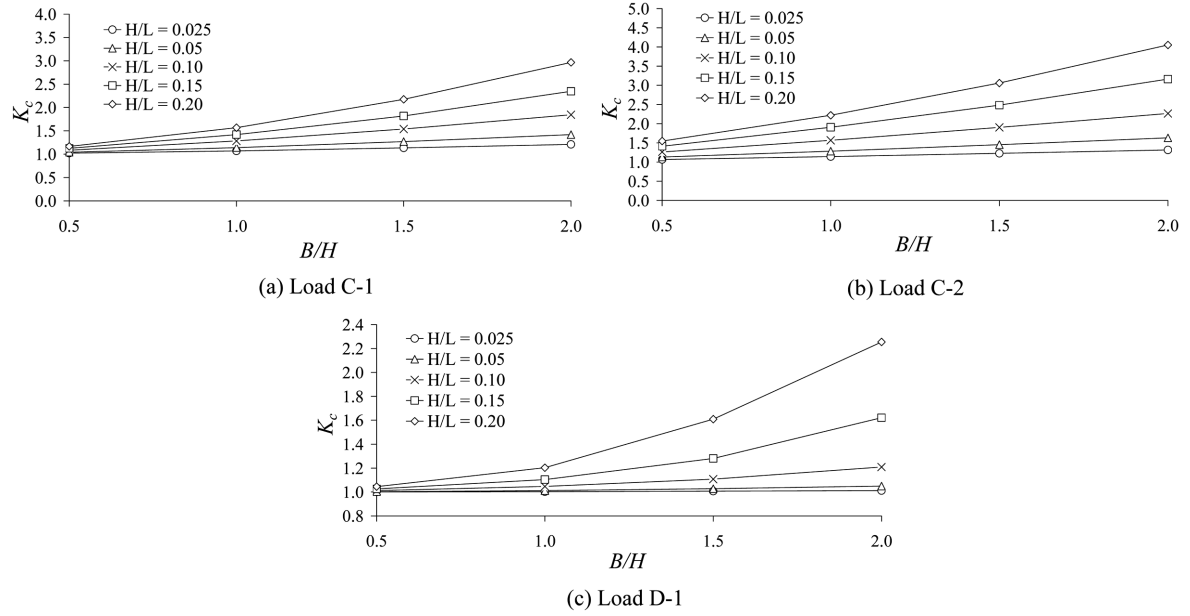 4.0
3.5
3.0
2.5
2.0
1.5
1.0
0.5
0.0
K_c
H/L = 0.025
H/L = 0.05
H/L = 0.10
H/L = 0.15
H/L = 0.20
0.5 1.0 1.5 2.0
B/H
(a) Load C-1
5.0
4.5
4.0
3.5
3.0
2.5
2.0
1.5
1.0
0.5
0.0
K_c
H/L = 0.025
H/L = 0.05
H/L = 0.10
H/L = 0.15
H/L = 0.20
0.5 1.0 1.5 2.0
B/H
(b) Load C-2
2.4
2.2
2.0
1.8
1.6
1.4
1.2
1.0
0.8
K_c
H/L = 0.025
H/L = 0.05
H/L = 0.10
H/L = 0.15
H/L = 0.20
0.5 1.0 1.5 2.0
B/H
(c) Load D-1